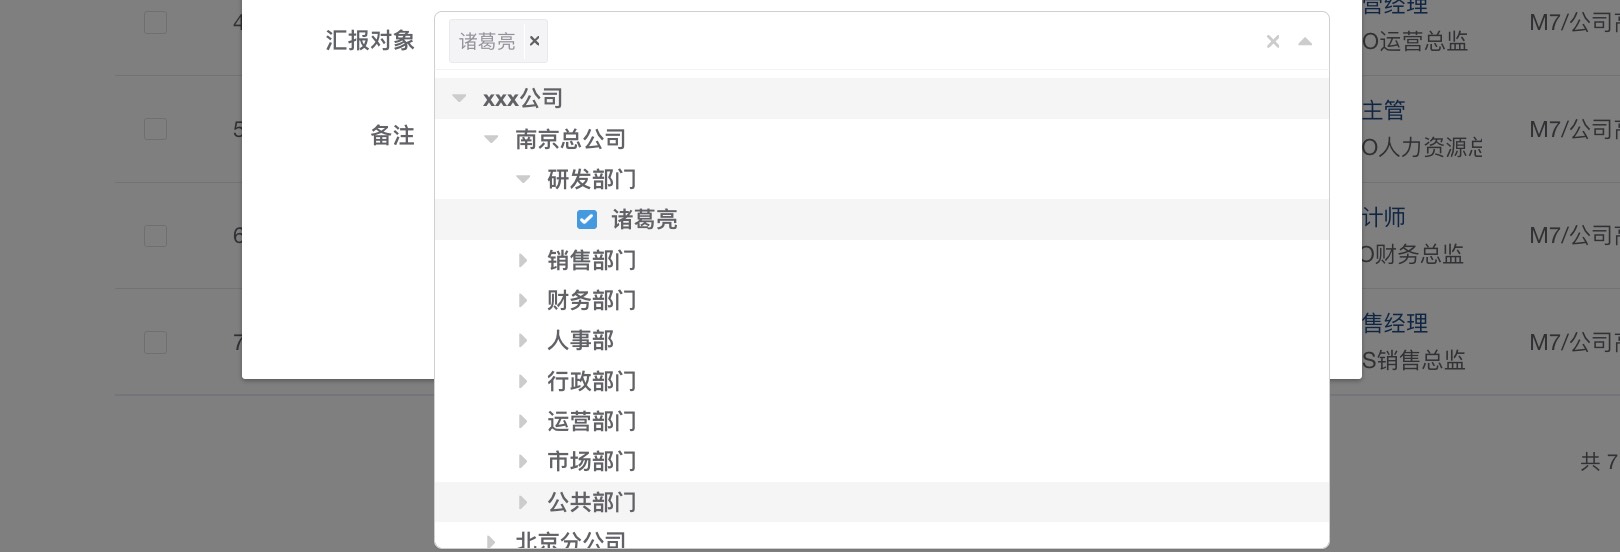 汇报对象
诸葛亮 ×
备注
xxx公司
南京总公司
研发部门
诸葛亮
销售部门
财务部门
人事部
行政部门
运营部门
市场部门
公共部门
北京分公司
4
5
6
7
营经理
O运营总监
主管
O人力资源总
计师
O财务总监
售经理
S销售总监
M7/公司高
M7/公司高
M7/公司高
M7/公司高
共 7